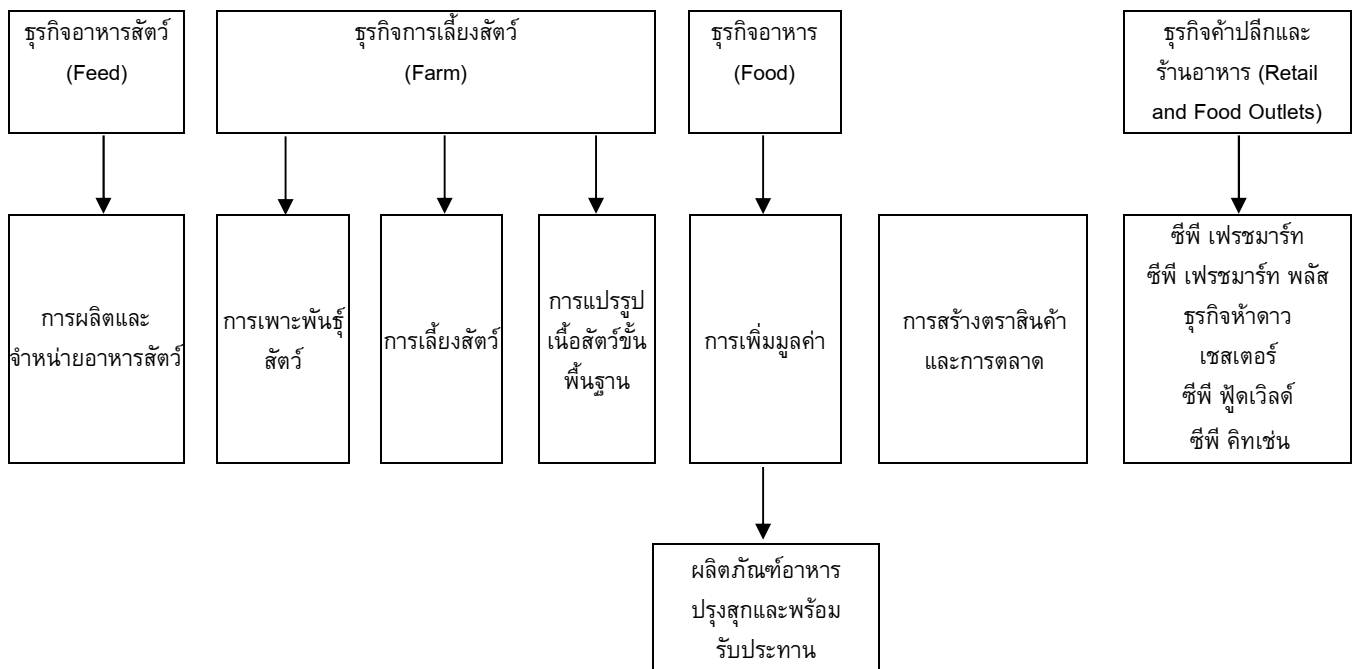 ธุรกิจอาหารสัตว์
(Feed)
ธุรกิจการเลี้ยงสัตว์
(Farm)
ธุรกิจอาหาร
(Food)
ธุรกิจค้าปลีกและ
ร้านอาหาร (Retail
and Food Outlets)
การผลิตและ
จำหน่ายอาหารสัตว์
การเพาะพันธุ์
สัตว์
การเลี้ยงสัตว์
การแปรรูป
เนื้อสัตว์ขั้น
พื้นฐาน
การเพิ่มมูลค่า
การสร้างตราสินค้า
และการตลาด
ซีพี เฟรชมาร์ท
ซีพี เฟรชมาร์ท พลัส
ธุรกิจห้าดาว
เชสเตอร์
ซีพี ฟู้ดเวิลด์
ซีพี คิทเช่น
ผลิตภัณฑ์อาหาร
ปรุงสุกและพร้อม
รับประทาน